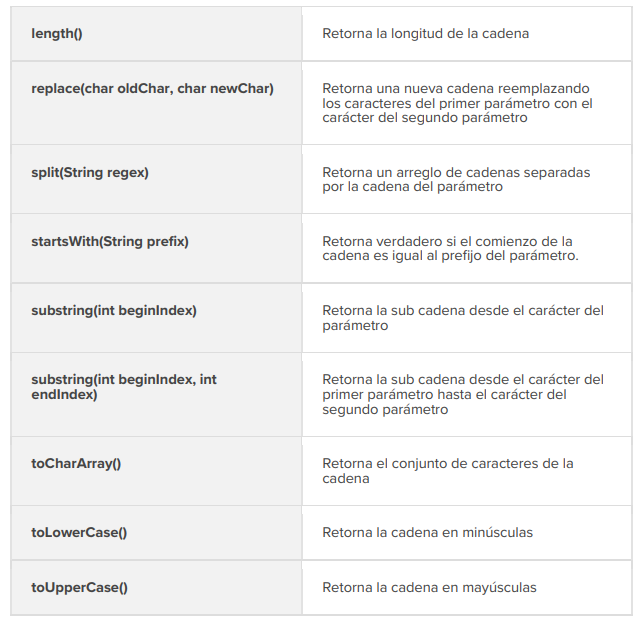 length()
Retorna la longitud de la cadena
replace(char oldChar, char newChar)
Retorna una nueva cadena reemplazando
los caracteres del primer parámetro con el
carácter del segundo parámetro
split(String regex)
Retorna un arreglo de cadenas separadas
por la cadena del parámetro
startsWith(String prefix)
Retorna verdadero si el comienzo de la
cadena es igual al prefijo del parámetro.
substring(int beginIndex)
Retorna la sub cadena desde el carácter del
parámetro
substring(int beginIndex, int
endIndex)
Retorna la sub cadena desde el carácter del
primer parámetro hasta el carácter del
segundo parámetro
toCharArray()
Retorna el conjunto de caracteres de la
cadena
toLowerCase()
Retorna la cadena en minúsculas
toUpperCase()
Retorna la cadena en mayúsculas